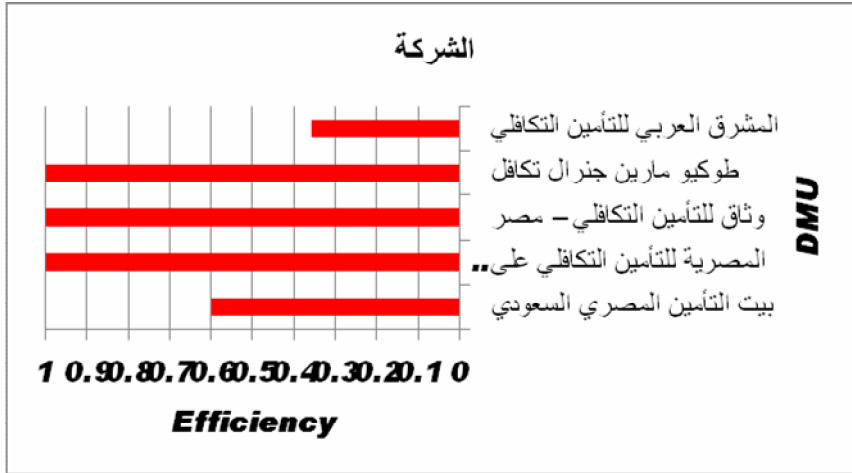 الشركة
المشرق العربي للتأمين التكافلي
طوكيو مارين جنرال تكافل
وثاق للتأمين التكافلي – مصر
المصرية للتأمين التكافلي على..
بيت التأمين المصري السعودي
DMU
1 0.9 0.8 0.7 0.6 0.5 0.4 0.3 0.2 0.1 0
Efficiency